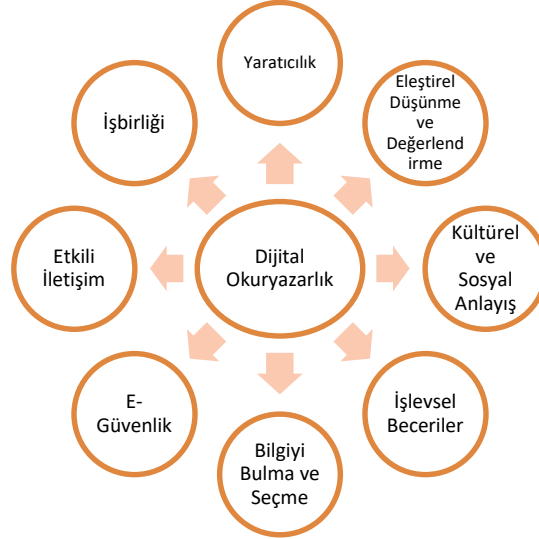 Yaratıcılık
Eleştirel
Düşünme
ve
Değerlend
irme
Kültürel
ve
Sosyal
Anlayış
İşlevsel
Beceriler
Bilgiyi
Bulma ve
Seçme
E-
Güvenlik
Etkili
İletişim
İşbirliği
Dijital
Okuryazarlık